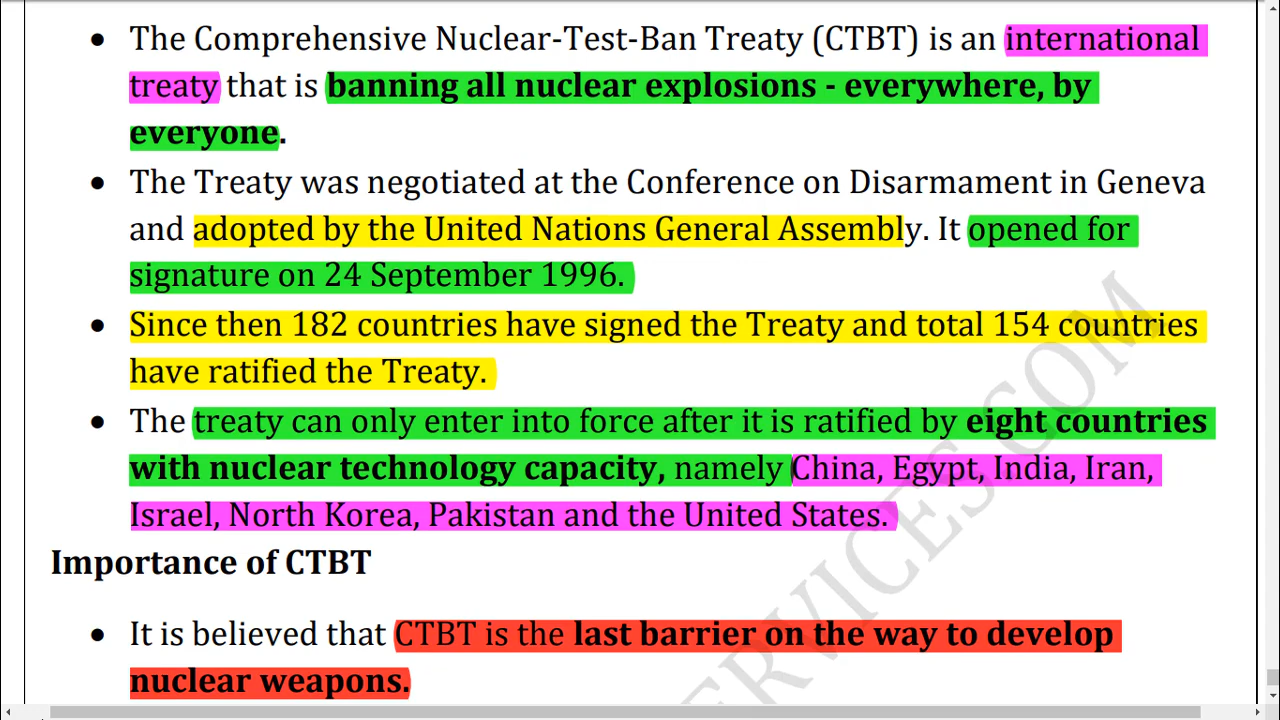 • The Comprehensive Nuclear-Test-Ban Treaty (CTBT) is an international
treaty that is banning all nuclear explosions - everywhere, by
everyone.
• The Treaty was negotiated at the Conference on Disarmament in Geneva
and adopted by the United Nations General Assembly. It opened for
signature on 24 September 1996.
• Since then 182 countries have signed the Treaty and total 154 countries
have ratified the Treaty.
• The treaty can only enter into force after it is ratified by eight countries
with nuclear technology capacity, namely China, Egypt, India, Iran,
Israel, North Korea, Pakistan and the United States.
Importance of CTBT
• It is believed that CTBT is the last barrier on the way to develop
nuclear weapons.
ERVICES.COM